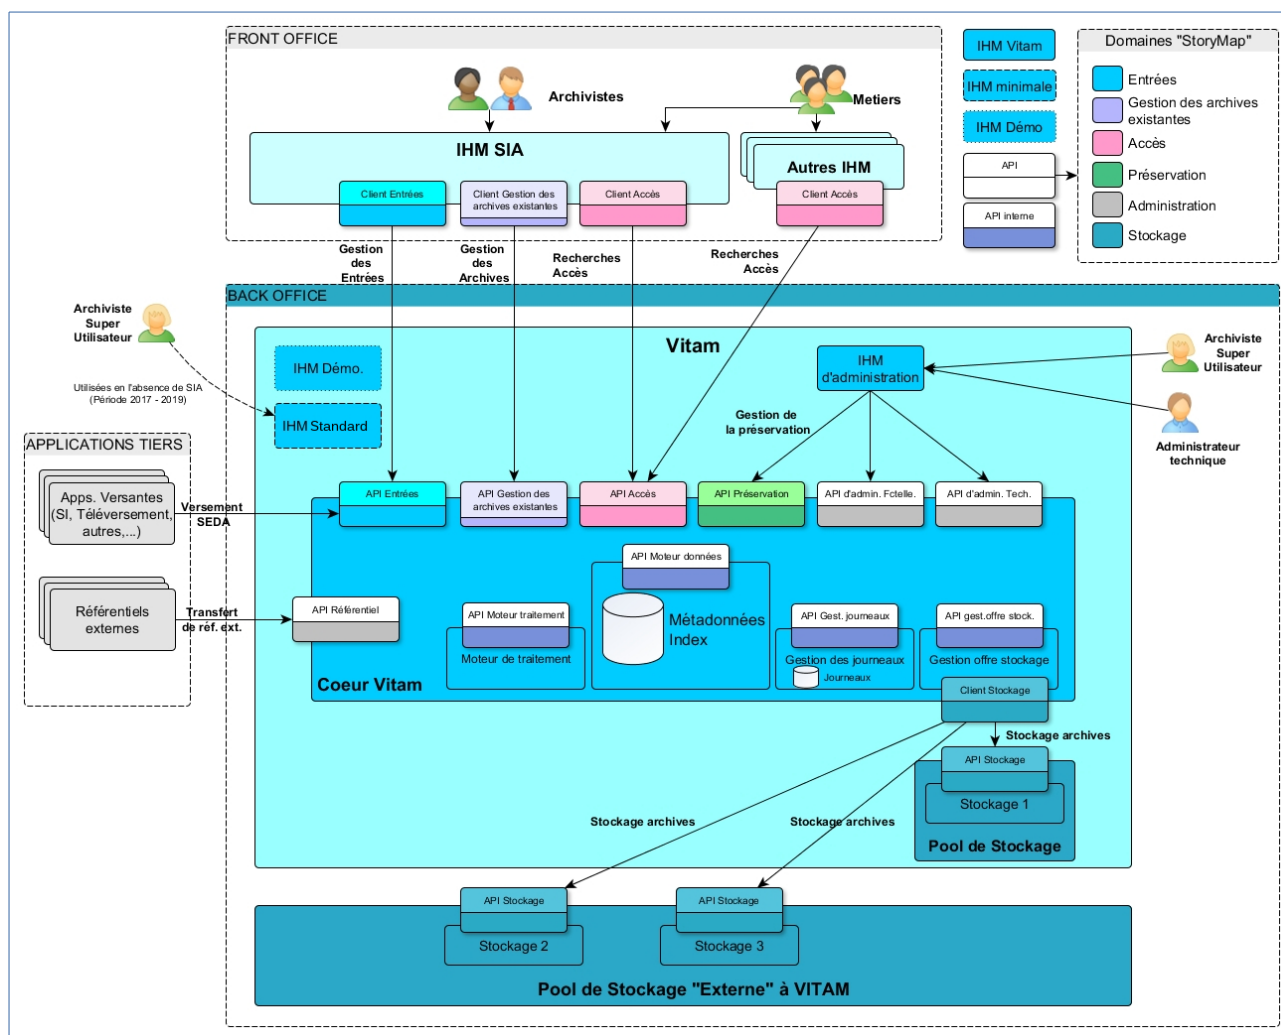 FRONT OFFICE
Archivistes
Metiers
IHM SIA
Autres IHM
Client Entrées
Client Gestion des
archives existantes
Client Accès
Client Accès
IHM Vitam
IHM minimale
IHM Démo
API
API interne
Domaines "StoryMap"
Entrées
Gestion des archives
existantes
Accès
Préservation
Administration
Stockage
Gestion
des
Entrées
Gestion
des
Archives
Recherches
Accès
Recherches
Accès
BACK OFFICE
Archiviste
Super
Utilisateur
Utilisées en l'absence de SIA
(Période 2017 - 2019)
Vitam
IHM Démo.
IHM Standard
IHM
d'administration
Archiviste
Super
Utilisateur
Administrateur
technique
Gestion de
la préservation
APPLICATIONS TIERS
Apps. Versantes
(SI, Téléversement,
autres,...)
Versement
SEDA
Référentiels
externes
Transfert
de réf. ext.
API Entrées
API Gestion des
archives existantes
API Accès
API Préservation
API d'admin. Fctelle.
API d'admin. Tech.
API Référentiel
API Moteur données
Métadonnées
Index
API Moteur traitement
Moteur de traitement
API Gest. journeaux
Gestion des journeaux
Journeaux
API gest.offre stock.
Gestion offre stockage
Coeur Vitam
Client Stockage
Stockage archives
API Stockage
Stockage 1
Pool de Stockage
Stockage archives
Stockage archives
API Stockage
Stockage 2
API Stockage
Stockage 3
Pool de Stockage "Externe" à VITAM